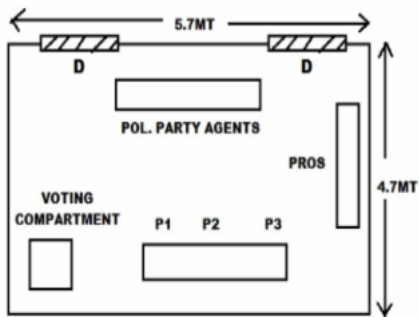 5.7MT
D D
POL. PARTY AGENTS
PROS
4.7MT
VOTING
COMPARTMENT
P1 P2 P3